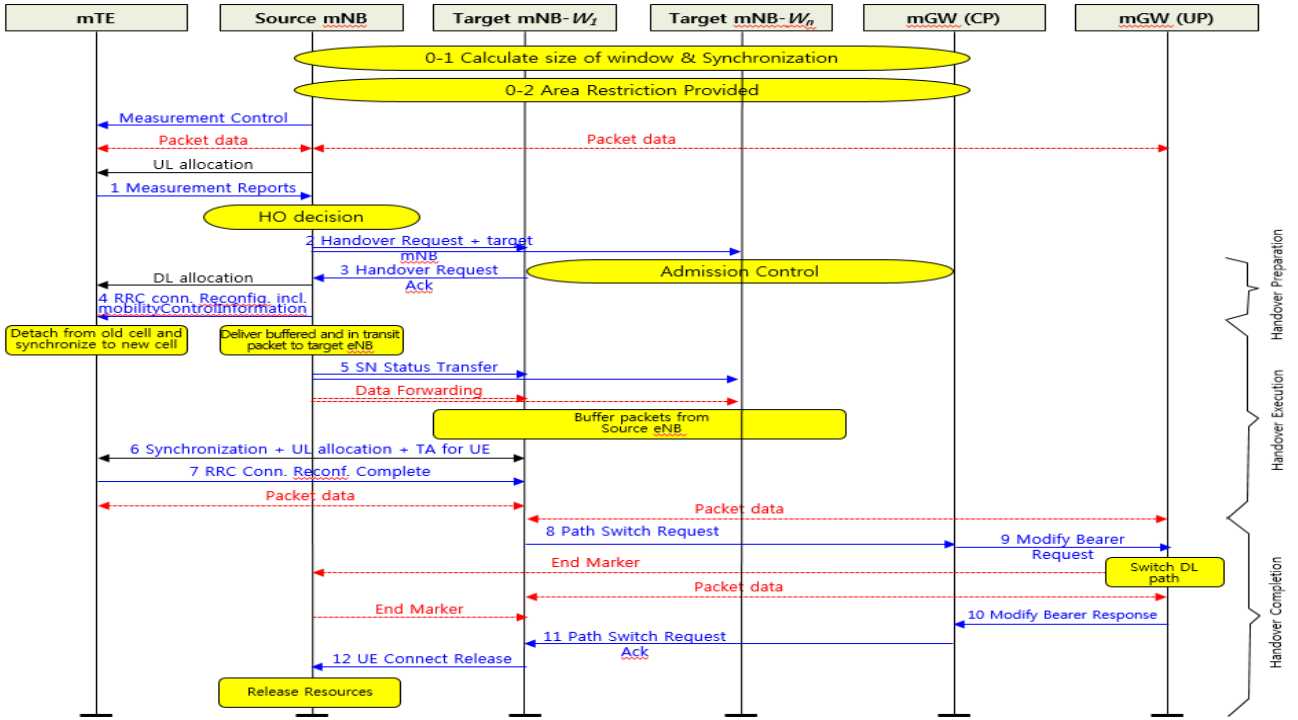 mTE
Source mNB
Target mNB-W1
Target mNB-Wn
mGW (CP)
mGW (UP)
0-1 Calculate size of window & Synchronization
0-2 Area Restriction Provided
Measurement Control
Packet data
Packet data
UL allocation
1 Measurement Reports
HO decision
2 Handover Request + target
mNB
3 Handover Request
Ack
Admission Control
DL allocation
4 RRC conn. Reconfig. incl.
mobilityControlInformation
Detach from old cell and
synchronize to new cell
Deliver buffered and in transit
packet to target eNB
5 SN Status Transfer
Data Forwarding
Buffer packets from
Source eNB
6 Synchronization + UL allocation + TA for UE
7 RRC Conn. Reconf. Complete
Packet data
Packet data
8 Path Switch Request
9 Modify Bearer
Request
End Marker
Switch DL
path
Packet data
End Marker
10 Modify Bearer Response
11 Path Switch Request
Ack
12 UE Connect Release
Release Resources
Handover Preparation
Handover Execution
Handover Completion